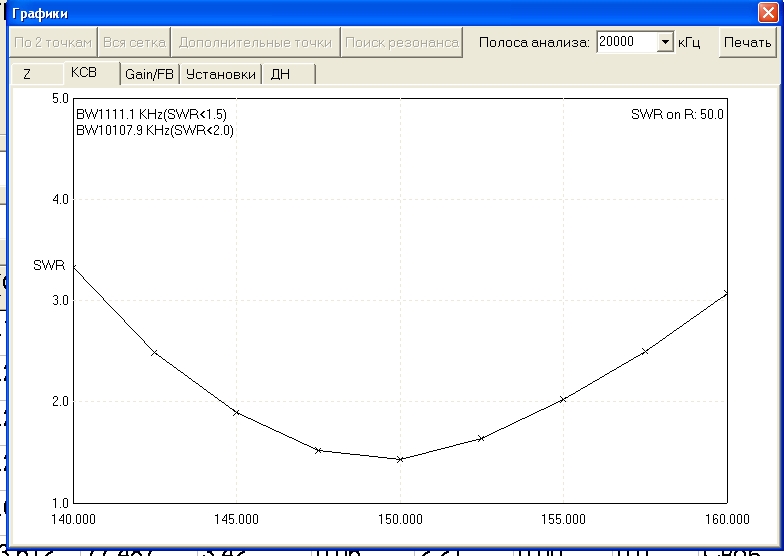 Графики
По 2 точкам Вся сетка Дополнительные точки Поиск резонанса Полоса анализа: 20000 кГц Печать
Z КСВ Gain/FB Установки ДН
5.0
BW1111.1 KHz(SWR<1.5) SWR on R: 50.0
BW10107.9 KHz(SWR<2.0)
4.0
SWR
3.0
2.0
1.0
140.000 145.000 150.000 155.000 160.000